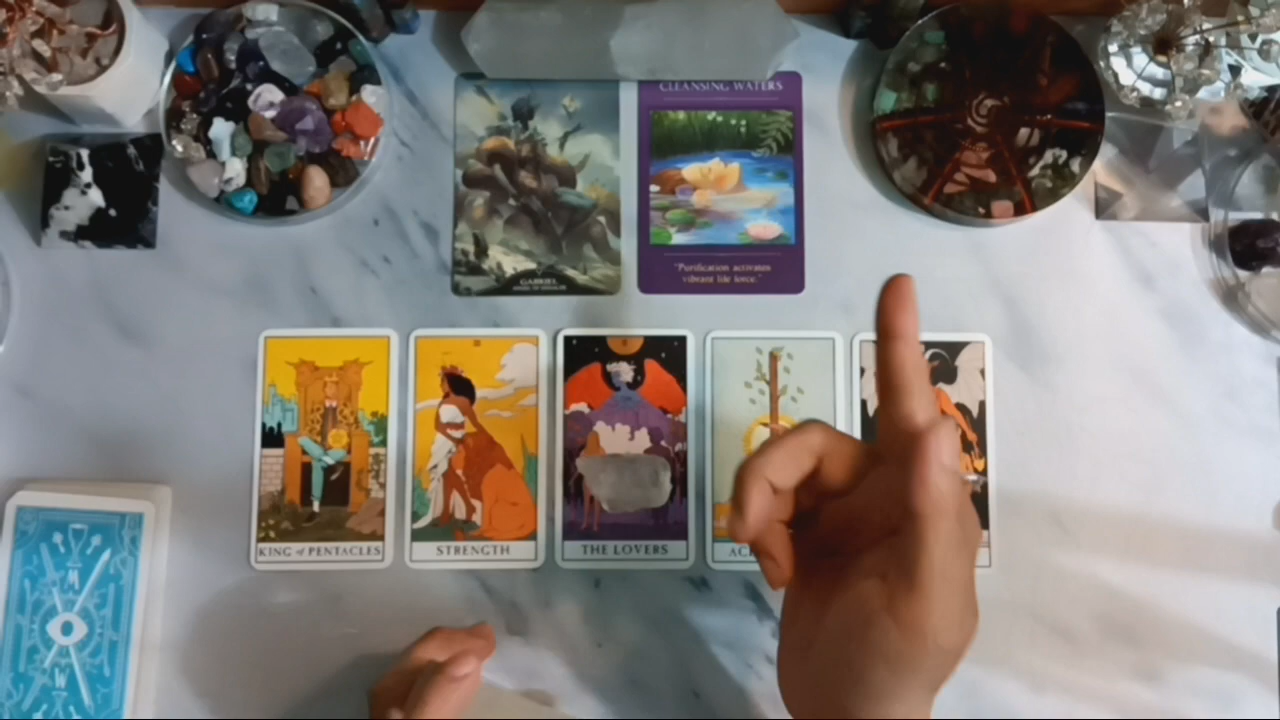 CLEANSING WATERS
"Purification activates
vibrant life force."
GABRIEL
KING of PENTACLES
STRENGTH
THE LOVERS